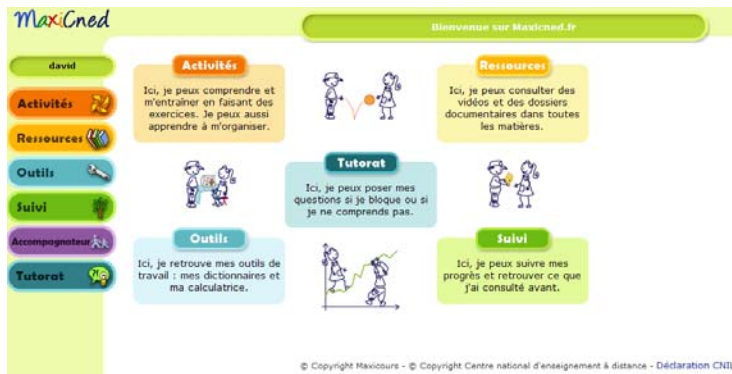 MaxiCned
Bienvenue sur Maxicned.fr
david
Activités
Ressources
Outils
Suivi
Accompagnateur
Tutorat
Activités
Ici, je peux comprendre et
m'entraîner en faisant des
exercices. Je peux aussi
apprendre à m'organiser.
Ressources
Ici, je peux consulter des
vidéos et des dossiers
documentaires dans toutes
les matières.
Tutorat
Ici, je peux poser mes
questions si je bloque ou si
je ne comprends pas.
Outils
Ici, je retrouve mes outils de
travail : mes dictionnaires et
ma calculatrice.
Suivi
Ici, je peux suivre mes
progrès et retrouver ce que
j'ai consulté avant.
© Copyright Maxicours - © Copyright Centre national d'enseignement à distance - Déclaration CNIL